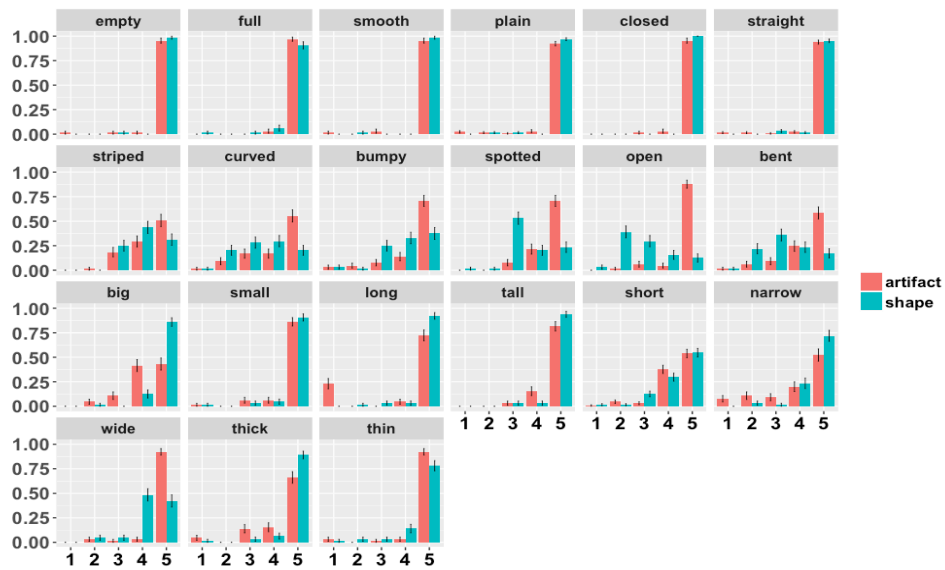 empty full smooth plain closed straight
1.00
0.75
0.50
0.25
0.00
striped curved bumpy spotted open bent
1.00
0.75
0.50
0.25
0.00
artifact
shape
big small long tall short narrow
1.00
0.75
0.50
0.25
0.00
1 2 3 4 5 1 2 3 4 5 1 2 3 4 5
wide thick thin
1.00
0.75
0.50
0.25
0.00
1 2 3 4 5 1 2 3 4 5 1 2 3 4 5